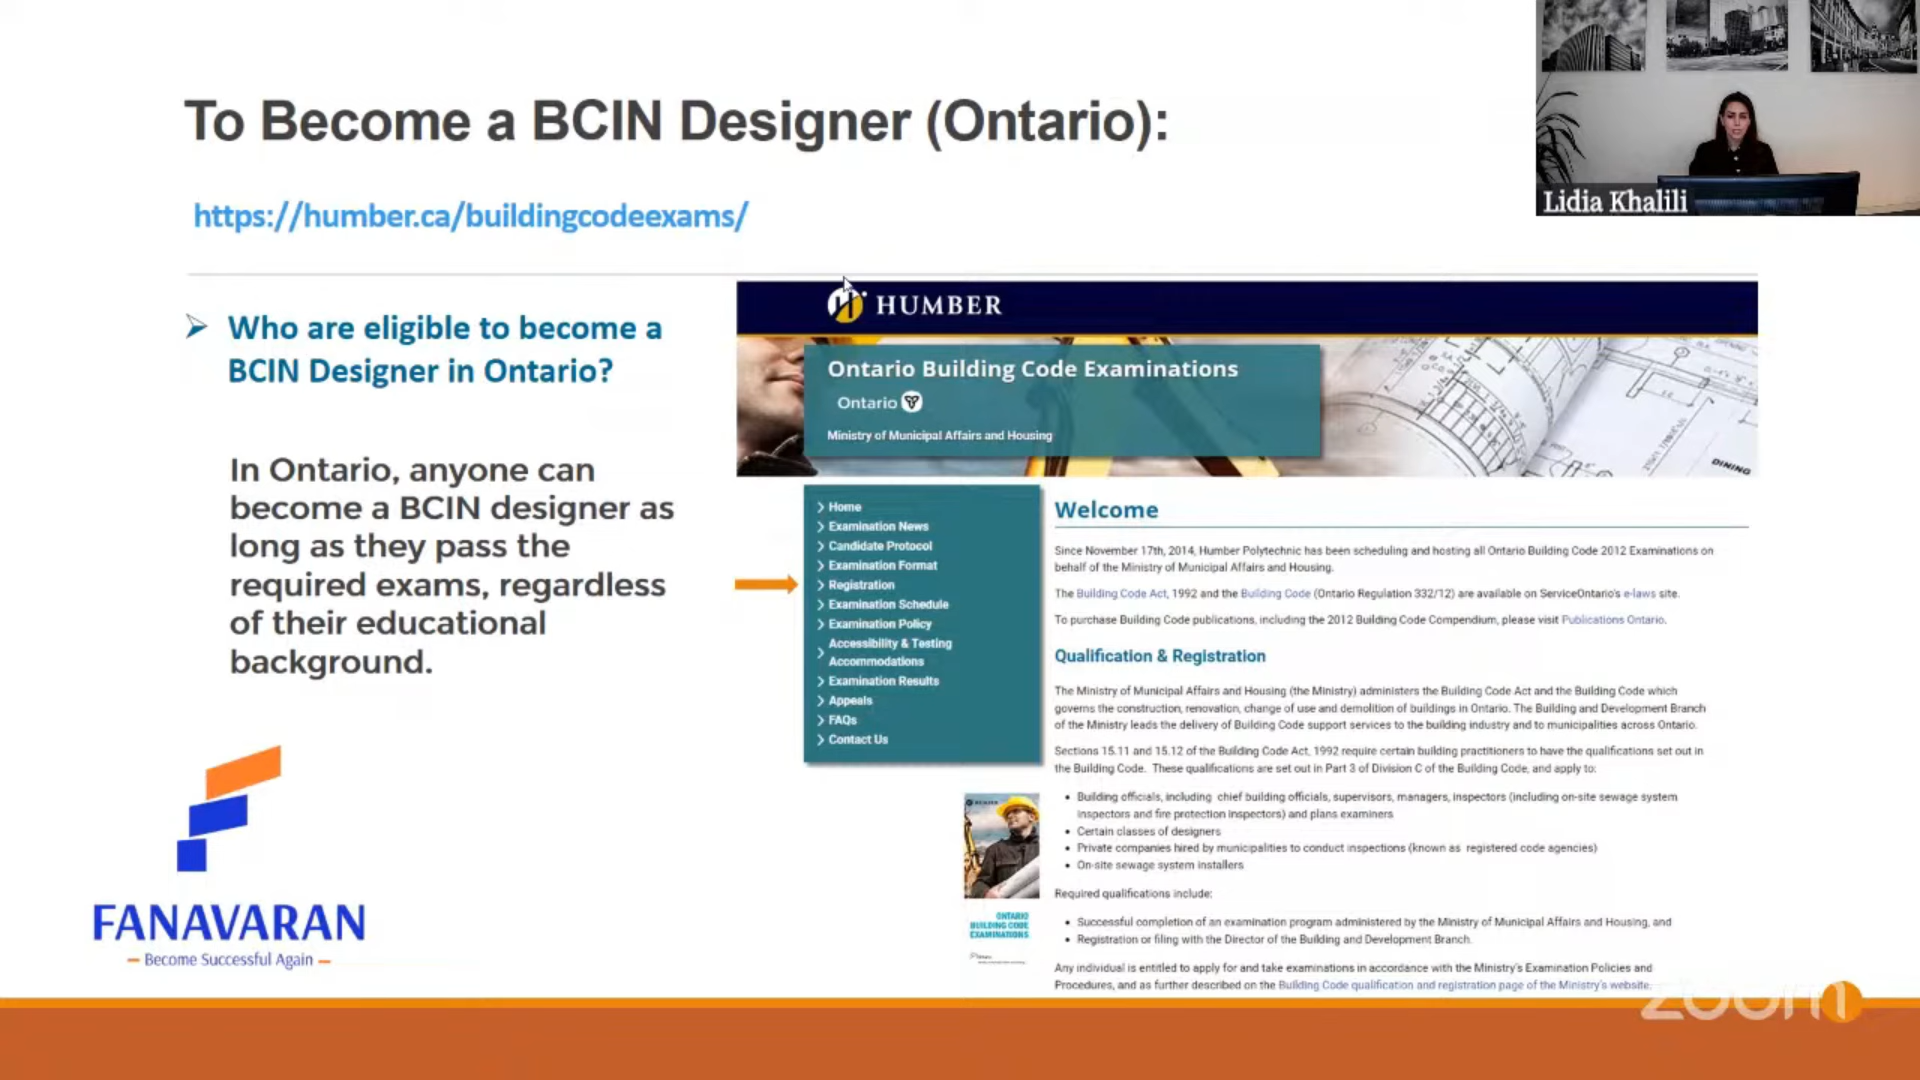 To Become a BCIN Designer (Ontario):
Lidia Khalili
https://humber.ca/buildingcodeexams/
Who are eligible to become a
BCIN Designer in Ontario?
In Ontario, anyone can
become a BCIN designer as
long as they pass the
required exams, regardless
of their educational
background.
FANAVARAN
Become Successful Again
HUMBER
Ontario Building Code Examinations
Ontario
Ministry of Municipal Affairs and Housing
DINING
Home
Examination News
Candidate Protocol
Examination Format
Registration
Examination Schedule
Examination Policy
Accessibility & Testing
Accommodations
Examination Results
Appeals
FAQs
Contact Us
HUMBER
ONTARIO
BUILDING CODE
EXAMINATIONS
Welcome
Since November 17th, 2014, Humber Polytechnic has been scheduling and hosting all Ontario Building Code 2012 Examinations on
behalf of the Ministry of Municipal Affairs and Housing.
The Building Code Act, 1992 and the Building Code (Ontario Regulation 332/12) are available on ServiceOntario's e-laws site.
To purchase Building Code publications, including the 2012 Building Code Compendium, please visit Publications Ontario.
Qualification & Registration
The Ministry of Municipal Affairs and Housing (the Ministry) administers the Building Code Act and the Building Code which
governs the construction, renovation, change of use and demolition of buildings in Ontario. The Building and Development Branch
of the Ministry leads the delivery of Building Code support services to the building industry and to municipalities across Ontario.
Sections 15.11 and 15.12 of the Building Code Act, 1992 require certain building practitioners to have the qualifications set out in
the Building Code. These qualifications are set out in Part 3 of Division C of the Building Code, and apply to:
Building officials, including chief building officials, supervisors, managers, inspectors (including on-site sewage system
inspectors and fire protection inspectors) and plans examiners
Certain classes of designers
Private companies hired by municipalities to conduct inspections (known as registered code agencies)
On-site sewage system installers
Required qualifications include:
Successful completion of an examination program administered by the Ministry of Municipal Affairs and Housing, and
Registration or filing with the Director of the Building and Development Branch.
Any individual is entitled to apply for and take examinations in accordance with the Ministry's Examination Policies and
Procedures, and as further described on the Building Code qualification and registration page of the Ministry's website.
zoom